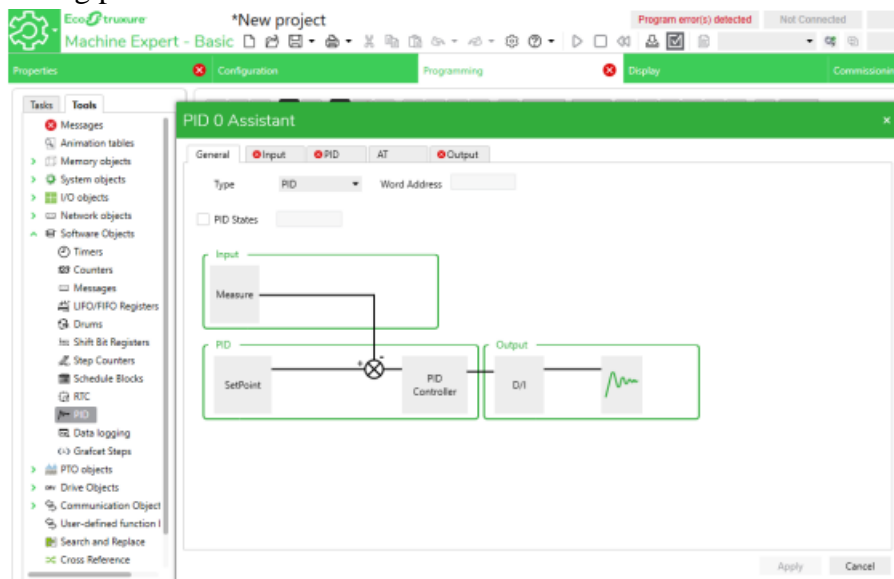 EcoStruxure
*New project
Program error(s) detected
Not Connected
Machine Expert - Basic
Properties
Configuration
Programming
Display
Commissionin
Tasks
Tools
Messages
Animation tables
Memory objects
System objects
I/O objects
Network objects
Software Objects
Timers
Counters
Messages
LIFO/FIFO Registers
Drums
Shift Bit Registers
Step Counters
Schedule Blocks
RTC
PID
Data logging
Grafcet Steps
PTO objects
Drive Objects
Communication Object
User-defined function
Search and Replace
Cross Reference
PID 0 Assistant
General
Input
PID
AT
Output
Type
PID
Word Address
PID States
Input
Measure
PID
SetPoint
+
-
PID
Controller
Output
D/I
Apply
Cancel